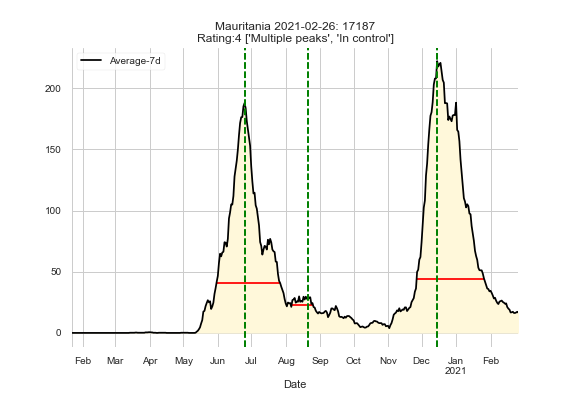 Mauritania 2021-02-26: 17187
Rating:4 ['Multiple peaks', 'In control']
Average-7d
200
150
100
50
0
Feb Mar Apr May Jun Jul Aug Sep Oct Nov Dec Jan Feb
2021
Date